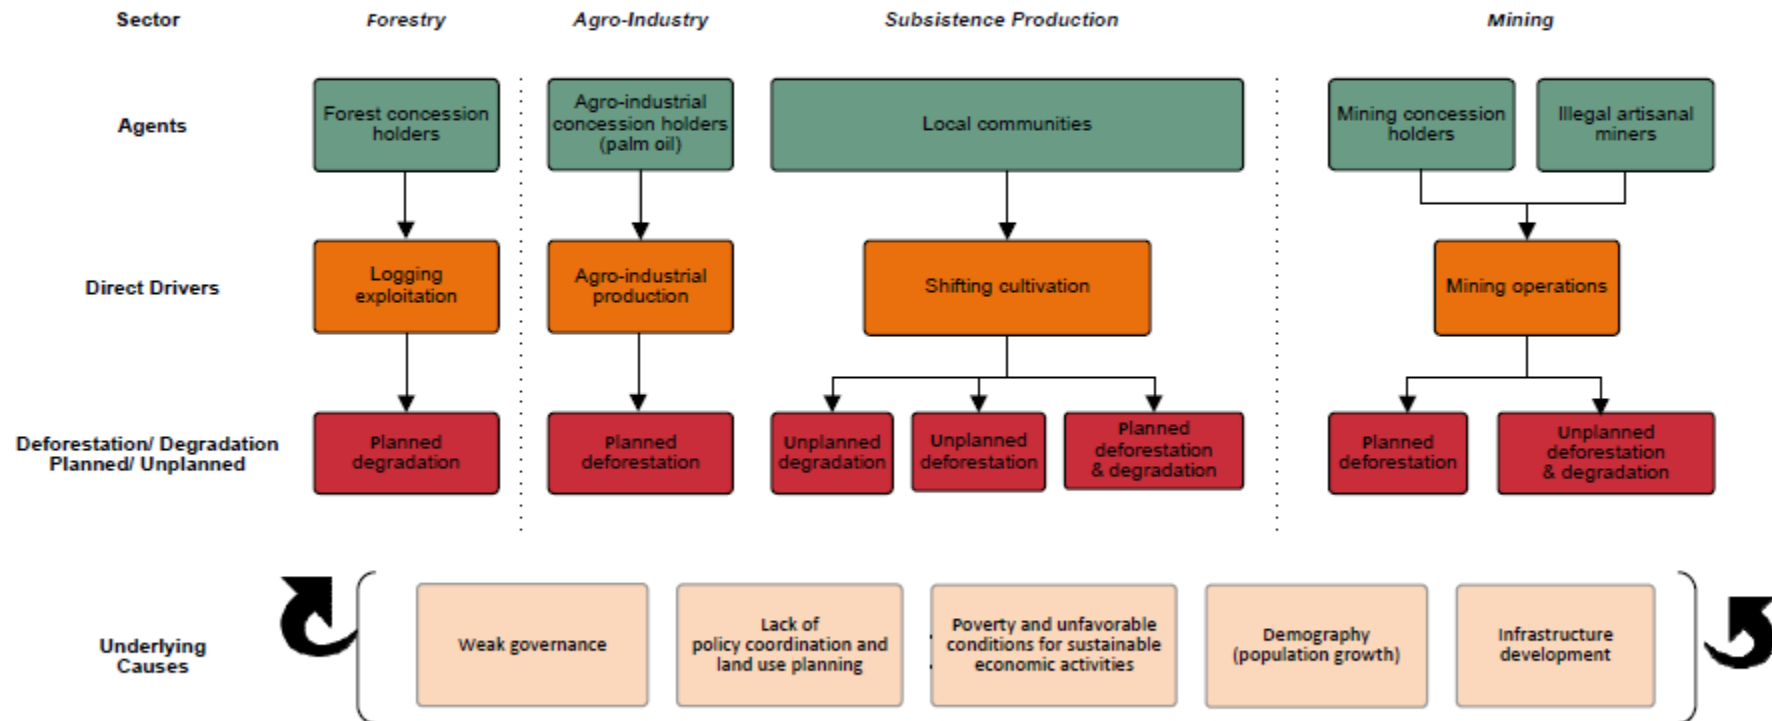 Sector
Forestry
Agro-Industry
Subsistence Production
Mining
Agents
Forest concession
holders
Agro-industrial
concession holders
(palm oil)
Local communities
Mining concession
holders
Illegal artisanal
miners
Direct Drivers
Logging
exploitation
Agro-industrial
production
Shifting cultivation
Mining operations
Deforestation/ Degradation
Planned/ Unplanned
Planned
degradation
Planned
deforestation
Unplanned
degradation
Unplanned
deforestation
Planned
deforestation
& degradation
Planned
deforestation
Unplanned
deforestation
& degradation
Underlying
Causes
Weak governance
Lack of
policy coordination and
land use planning
Poverty and unfavorable
conditions for sustainable
economic activities
Demography
(population growth)
Infrastructure
development